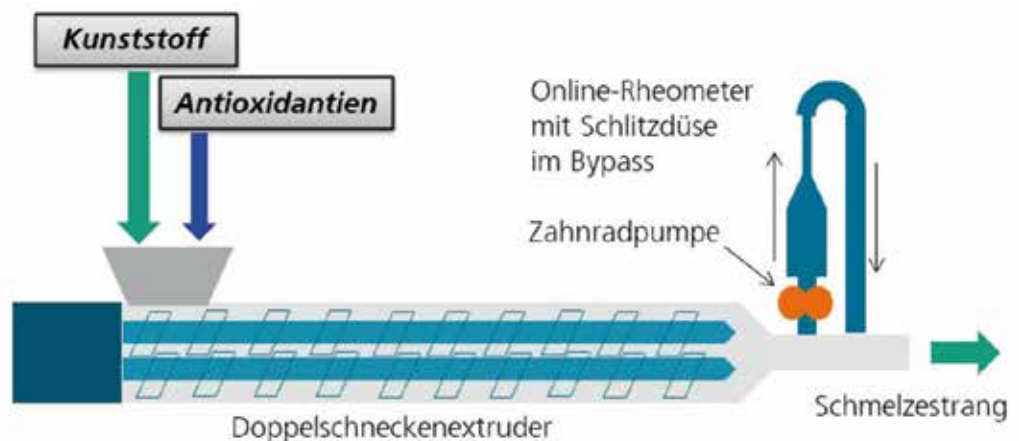 Kunststoff
Antioxidantien
Online-Rheometer
mit Schlitzdüse
im Bypass
Zahnradpumpe
Schmelzestrang
Doppelschneckenextruder